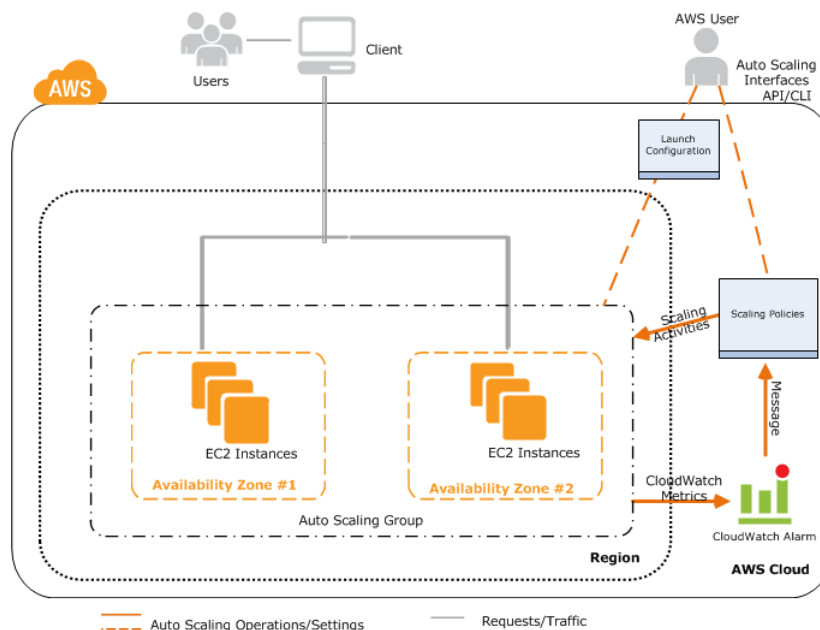 AWS User
Users
Client
Auto Scaling
Interfaces
API/CLI
AWS
Launch
Configuration
Scaling Policies
Scaling
Activities
Message
EC2 Instances
EC2 Instances
Availability Zone #1
Availability Zone #2
CloudWatch
Metrics
Auto Scaling Group
CloudWatch Alarm
Region
AWS Cloud
Auto Scaling Operations/Settings
Requests/Traffic